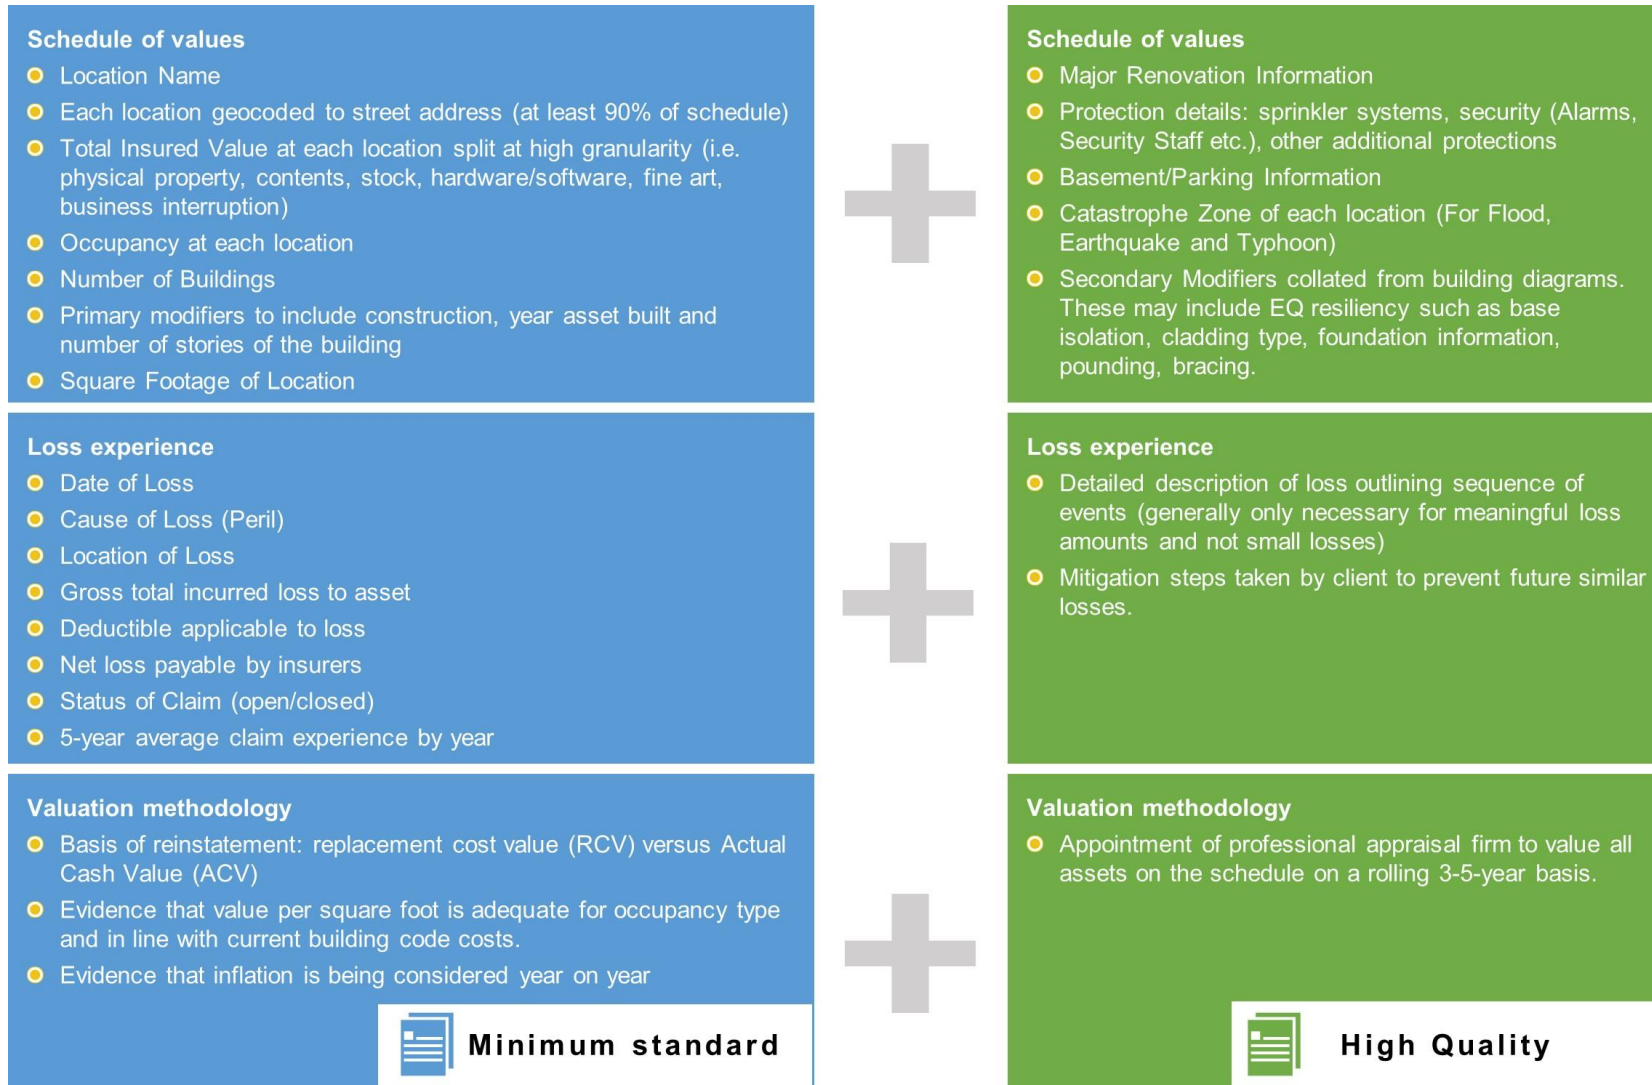 Schedule of values
Location Name
Each location geocoded to street address (at least 90% of schedule)
Total Insured Value at each location split at high granularity (i.e.
physical property, contents, stock, hardware/software, fine art,
business interruption)
Occupancy at each location
Number of Buildings
Primary modifiers to include construction, year asset built and
number of stories of the building
Square Footage of Location
Schedule of values
Major Renovation Information
Protection details: sprinkler systems, security (Alarms,
Security Staff etc.), other additional protections
Basement/Parking Information
Catastrophe Zone of each location (For Flood,
Earthquake and Typhoon)
Secondary Modifiers collated from building diagrams.
These may include EQ resiliency such as base
isolation, cladding type, foundation information,
pounding, bracing.
Loss experience
Date of Loss
Cause of Loss (Peril)
Location of Loss
Gross total incurred loss to asset
Deductible applicable to loss
Net loss payable by insurers
Status of Claim (open/closed)
5-year average claim experience by year
Loss experience
Detailed description of loss outlining sequence of
events (generally only necessary for meaningful loss
amounts and not small losses)
Mitigation steps taken by client to prevent future similar
losses.
Valuation methodology
Basis of reinstatement: replacement cost value (RCV) versus Actual
Cash Value (ACV)
Evidence that value per square foot is adequate for occupancy type
and in line with current building code costs.
Evidence that inflation is being considered year on year
Minimum standard
Valuation methodology
Appointment of professional appraisal firm to value all
assets on the schedule on a rolling 3-5-year basis.
High Quality